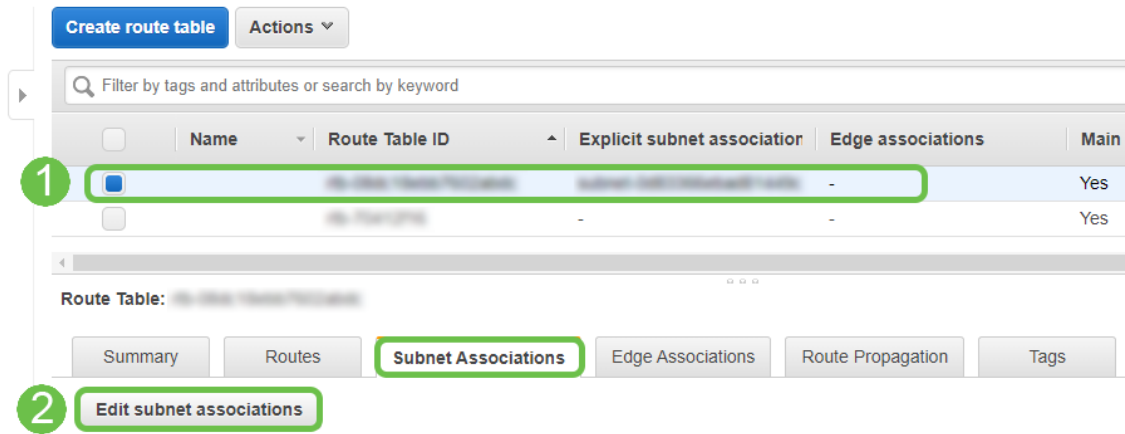 Create route table Actions
Filter by tags and attributes or search by keyword
Name Route Table ID Explicit subnet association Edge associations Main
1 - Yes
- - Yes
Route Table:
Summary Routes Subnet Associations Edge Associations Route Propagation Tags
2 Edit subnet associations